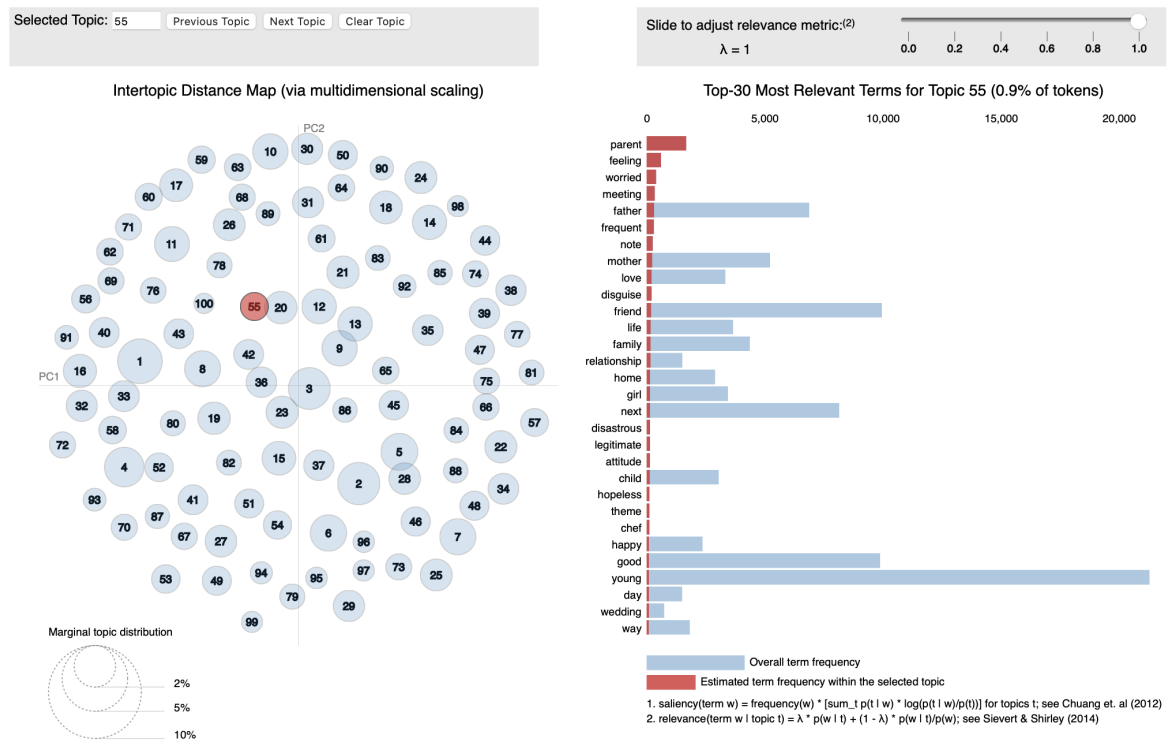 Selected Topic: 55 Previous Topic Next Topic Clear Topic
Slide to adjust relevance metric:(2)
λ = 1
0.0 0.2 0.4 0.6 0.8 1.0
Intertopic Distance Map (via multidimensional scaling)
PC2
PC1
10 30 50 59 63 90 24
17 64 60 68 31 18 98
89 14 26 71 61 44
11 62 83 78 21 85 74
69 92 76 38 56 100 55 20 12 39
13 35 91 40 43 77
9 42 47 1 8 65 16 81
36 75 3 33
32 86 45 66 23 19 80 57
58 84 72 22
5 15 82 37 4 52 88
28 2 34
93 41 51 48
87 46 54 70
6 67 7 27 96
73 97 94 25 95 53 49
79 29 99
Marginal topic distribution
2%
5%
10%
Top-30 Most Relevant Terms for Topic 55 (0.9% of tokens)
0 5,000 10,000 15,000 20,000
parent
feeling
worried
meeting
father
frequent
note
mother
love
disguise
friend
life
family
relationship
home
girl
next
disastrous
legitimate
attitude
child
hopeless
theme
chef
happy
good
young
day
wedding
way
Overall term frequency
Estimated term frequency within the selected topic
1. saliency(term w) = frequency(w) * [sum_t p(t | w) * log(p(t | w)/p(t))] for topics t; see Chuang et. al (2012)
2. relevance(term w | topic t) = λ * p(w | t) + (1 - λ) * p(w | t)/p(w); see Sievert & Shirley (2014)